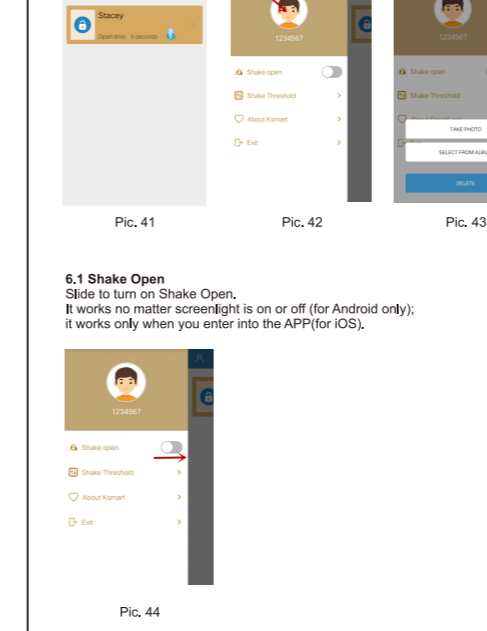 Stacey
Open time: 5 seconds
1234567
Shake open
Shake Threshold
About Ksmart
Exit
1234567
Shake open
Shake Threshold
TAKE PHOTO
SELECT FROM ALBU
DELETE
Pic. 41
Pic. 42
Pic. 43
6.1 Shake Open
Slide to turn on Shake Open.
It works no matter screenlight is on or off (for Android only);
it works only when you enter into the APP(for iOS).
1234567
Shake open
Shake Threshold
About Ksmart
Exit
Pic. 44